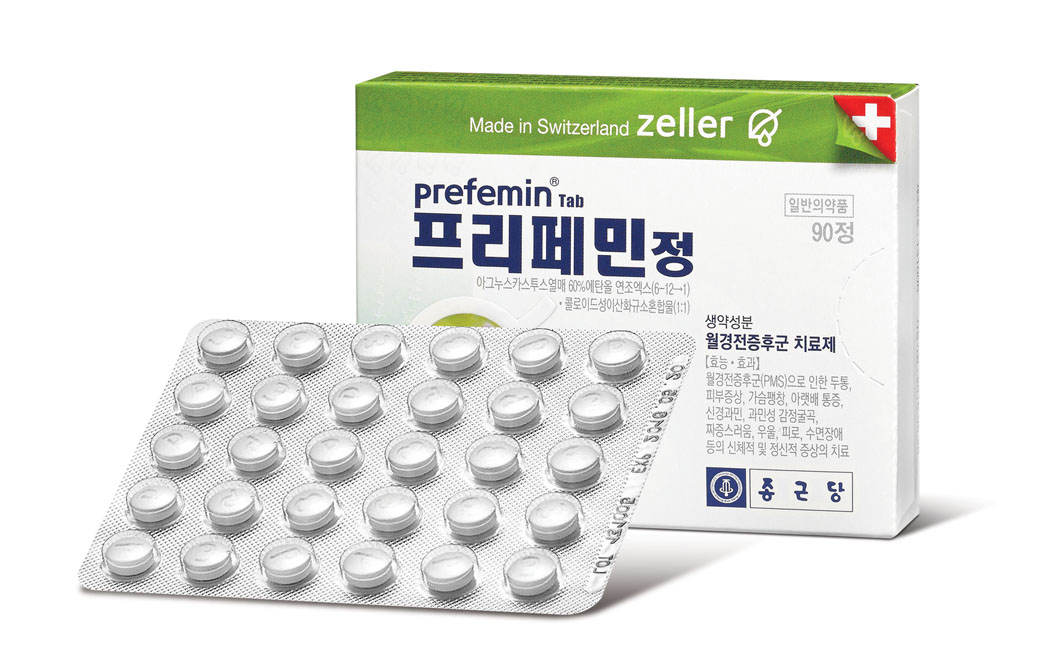 Made in Switzerland zeller
prefemin® Tab
프리페민정
일반의약품
90정
아그누스카스투스열매 60%에탄올 연조엑스(6-12→1)
• 콜로이드성이산화규소혼합물(1:1)
생약성분
월경전증후군 치료제
[효능•효과]
월경전증후군(PMS)으로 인한 두통,
피부증상, 가슴팽창, 아랫배 통증,
신경과민, 과민성 감정굴곡,
짜증스러움, 우울, 피로, 수면장애
등의 신체적 및 정신적 증상의 치료
종근당